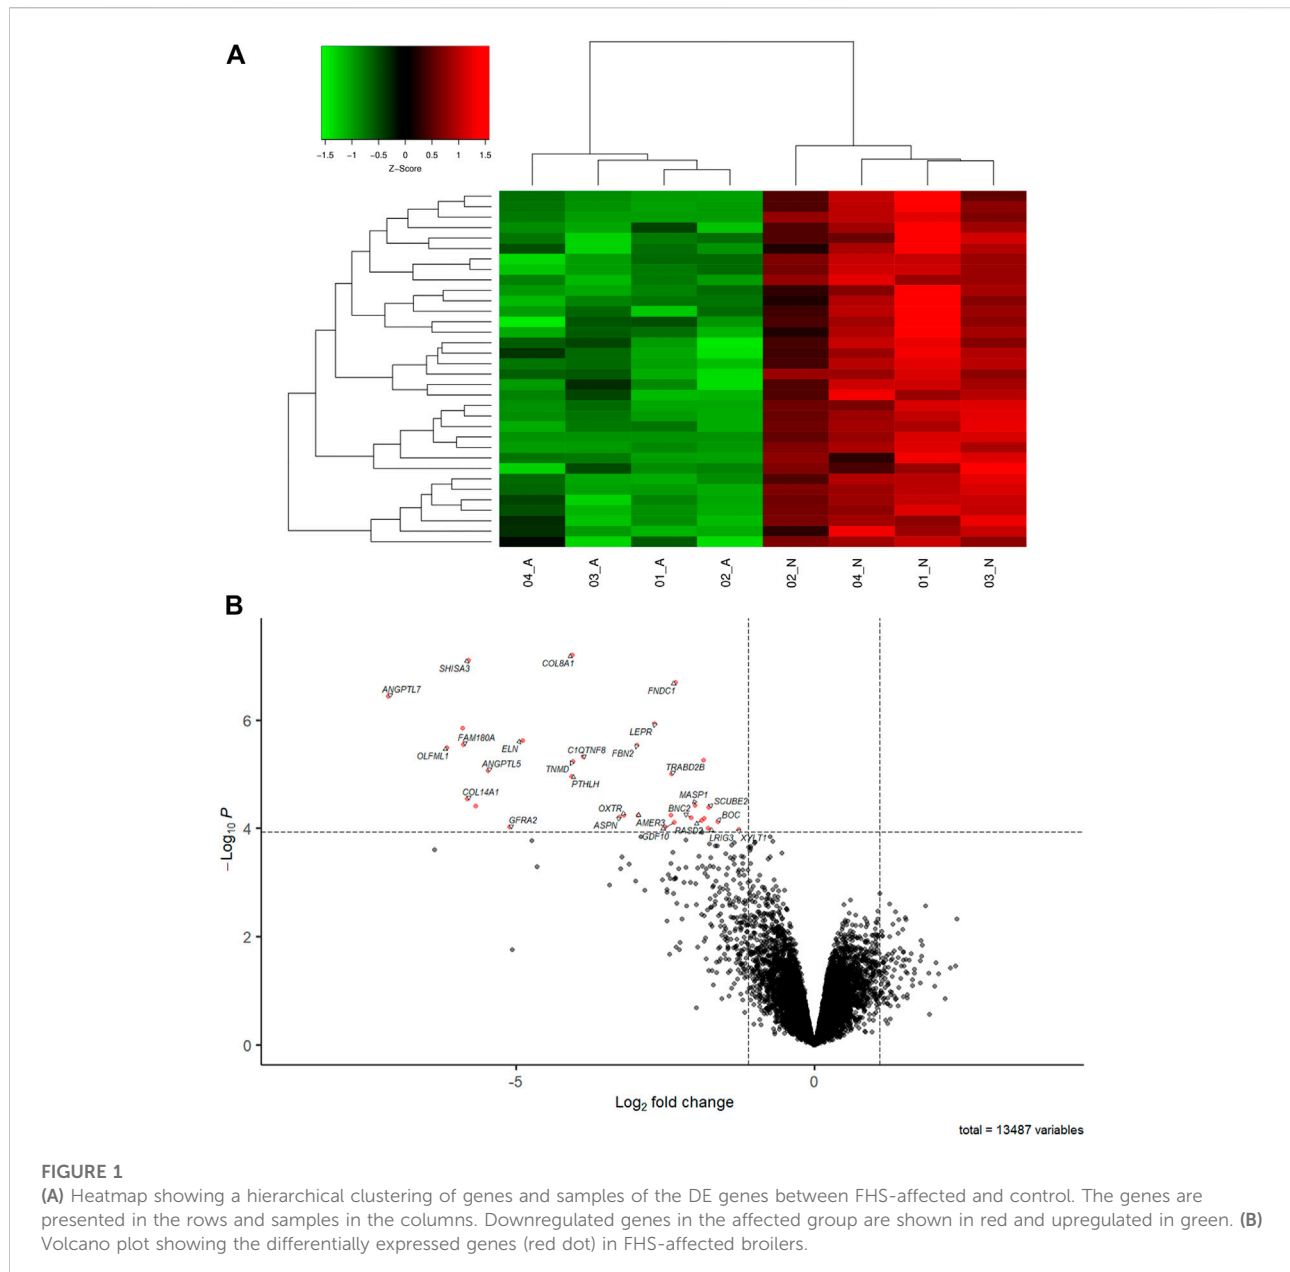 A
-1.5 -1 -0.5 0 0.5 1 1.5
Z-Score
04_A 03_A 01_A 02_A 02_N 04_N 01_N 03_N
B
SHISA3
COL8A1
ANGPTL7
FNDC1
LEPR
FAM180A
OLFML1
ELN
C1QTNF8
FBN2
ANGPTL5
TNMD
TRABD2B
PTHLH
COL14A1
MASP1
SCUBE2
OXTR
BNC2
BOC
GFRA2
ASPN
AMER3
RASD2
GDF10
LRIG3
XYLT1
6
4
2
0
-Log10 P
-5 0
Log2 fold change
total = 13487 variables
FIGURE 1
(A) Heatmap showing a hierarchical clustering of genes and samples of the DE genes between FHS-affected and control. The genes are
presented in the rows and samples in the columns. Downregulated genes in the affected group are shown in red and upregulated in green. (B)
Volcano plot showing the differentially expressed genes (red dot) in FHS-affected broilers.